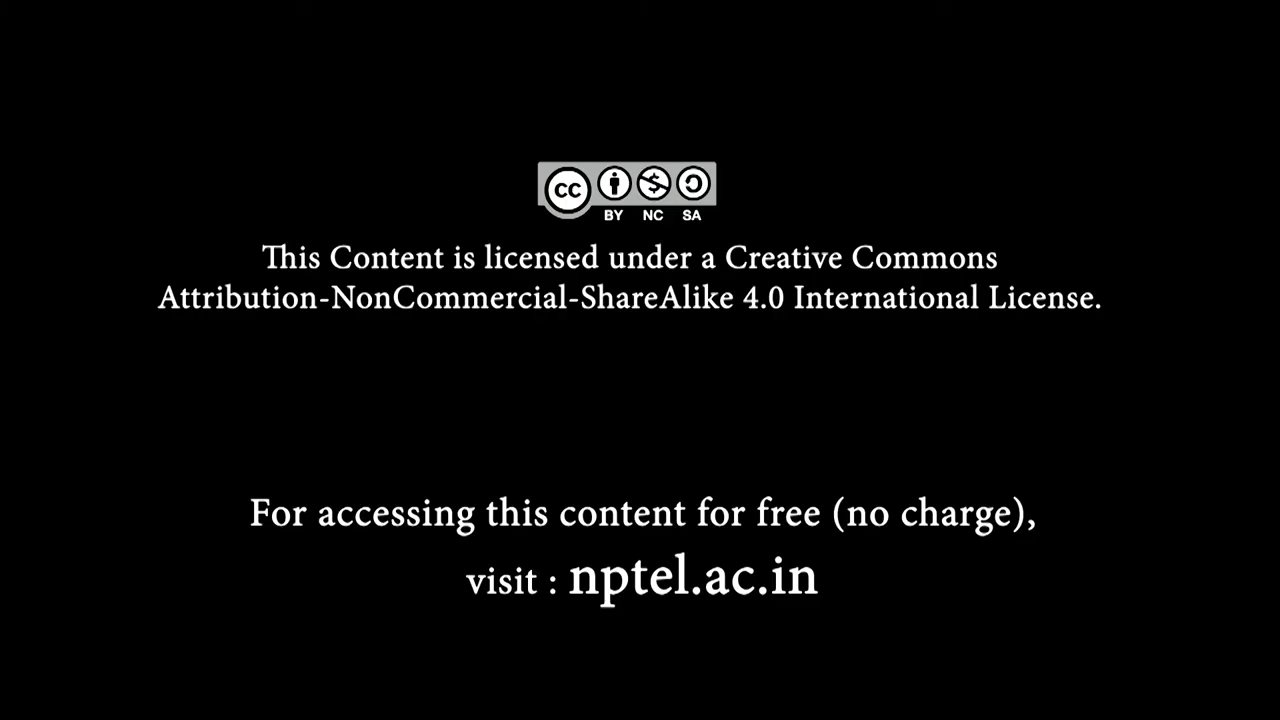 cc
BY NC SA
This Content is licensed under a Creative Commons
Attribution-NonCommercial-ShareAlike 4.0 International License.
For accessing this content for free (no charge),
visit : nptel.ac.in